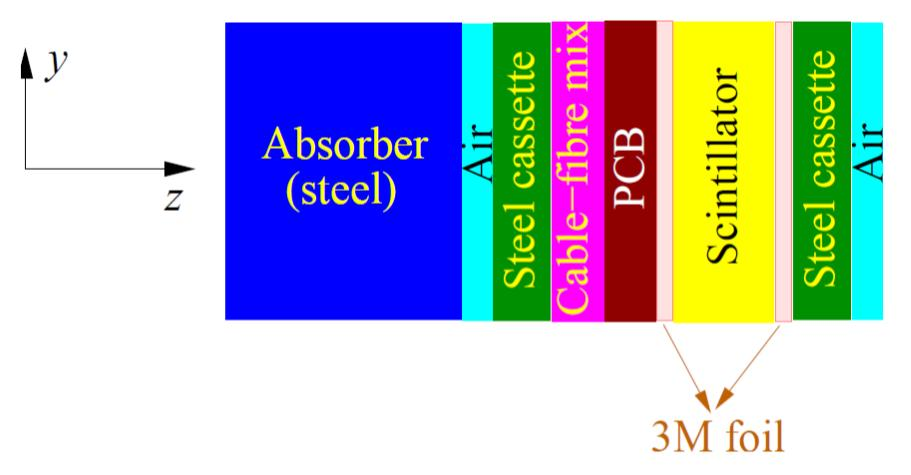 y
z
Absorber
(steel)
Air
Steel cassette
Cable-fibre mix
PCB
Scintillator
Steel cassette
Air
3M foil